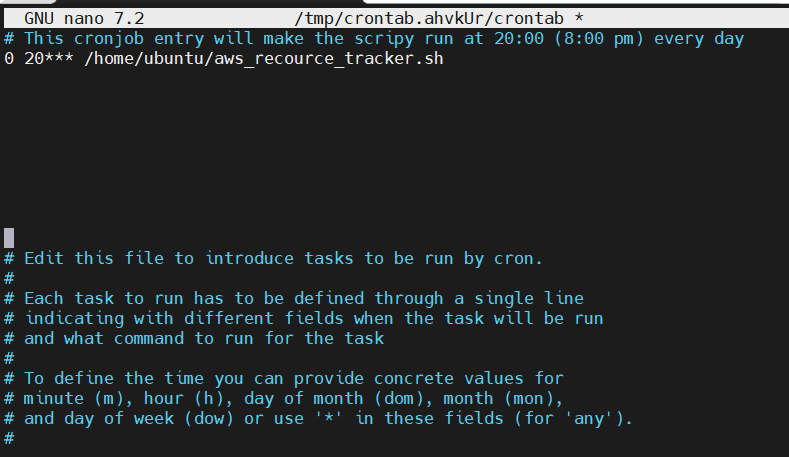 GNU nano 7.2 /tmp/crontab.ahvkUr/crontab *
# This cronjob entry will make the scripy run at 20:00 (8:00 pm) every day
0 20*** /home/ubuntu/aws_recource_tracker.sh
# Edit this file to introduce tasks to be run by cron.
#
# Each task to run has to be defined through a single line
# indicating with different fields when the task will be run
# and what command to run for the task
#
# To define the time you can provide concrete values for
# minute (m), hour (h), day of month (dom), month (mon),
# and day of week (dow) or use '*' in these fields (for 'any').
#